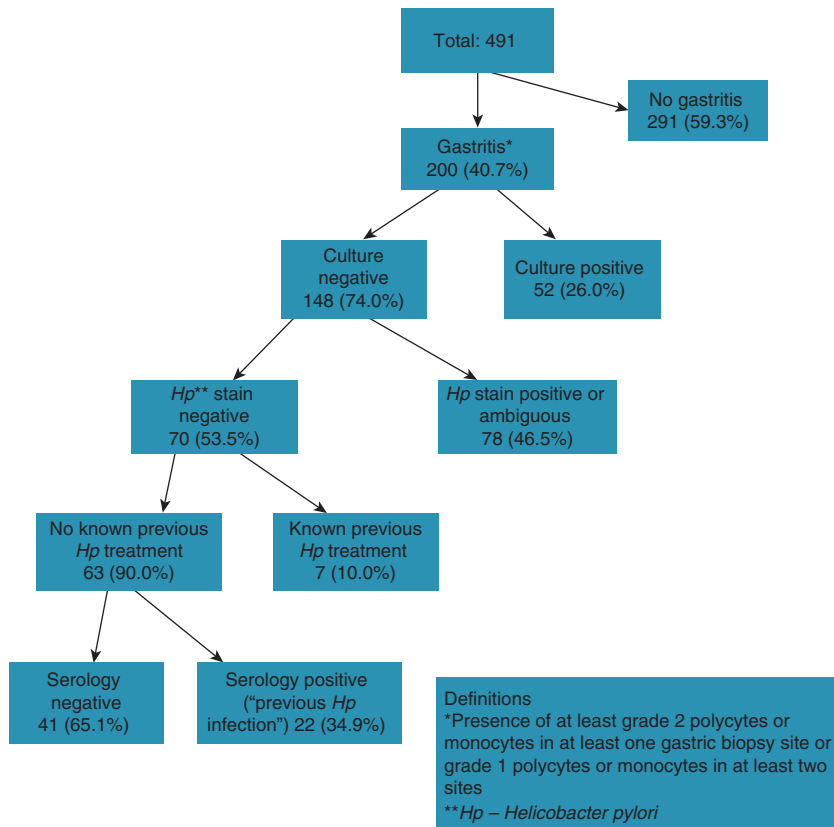 Total: 491
No gastritis
291 (59.3%)
Gastritis*
200 (40.7%)
Culture
negative
148 (74.0%)
Culture positive
52 (26.0%)
Hp** stain
negative
70 (53.5%)
Hp stain positive or
ambiguous
78 (46.5%)
No known previous
Hp treatment
63 (90.0%)
Known previous
Hp treatment
7 (10.0%)
Serology
negative
41 (65.1%)
Serology positive
(“previous Hp
infection”) 22 (34.9%)
Definitions
*Presence of at least grade 2 polycytes or
monocytes in at least one gastric biopsy site or
grade 1 polycytes or monocytes in at least two
sites
**Hp – Helicobacter pylori